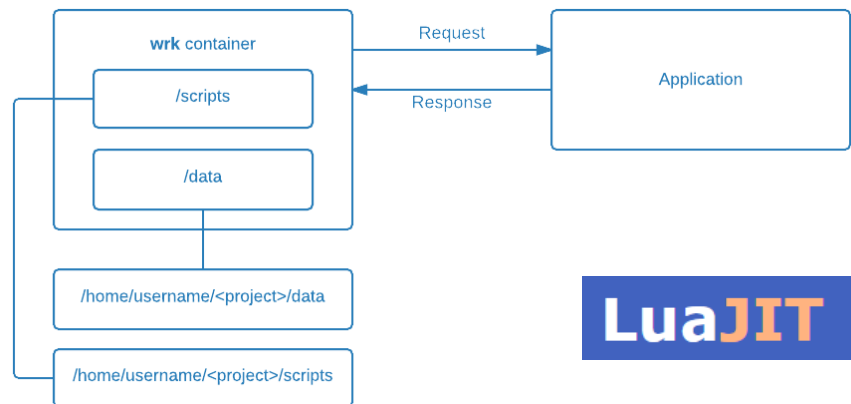 wrk container
/scripts
/data
Request
Response
Application
/home/username/<project>/data
/home/username/<project>/scripts
LuaJIT